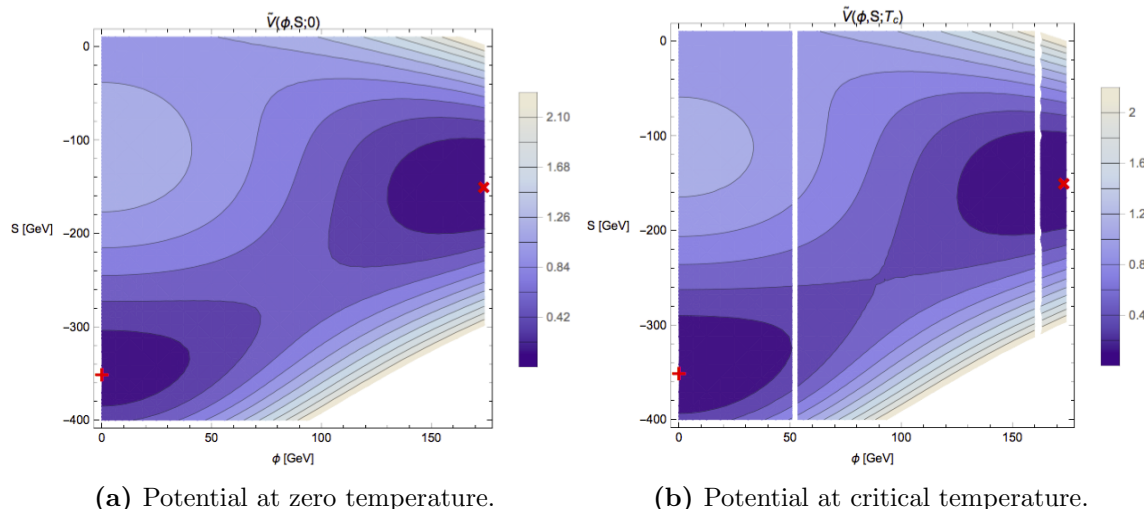 Ṽ(ϕ,S;0)
0
−100
−200
−300
−400
S [GeV]
0 50 100 150
ϕ [GeV]
2.10
1.68
1.26
0.84
0.42
(a) Potential at zero temperature.
Ṽ(ϕ,S;T_c)
0
−100
−200
−300
−400
S [GeV]
0 50 100 150
ϕ [GeV]
2
1.6
1.2
0.8
0.4
(b) Potential at critical temperature.